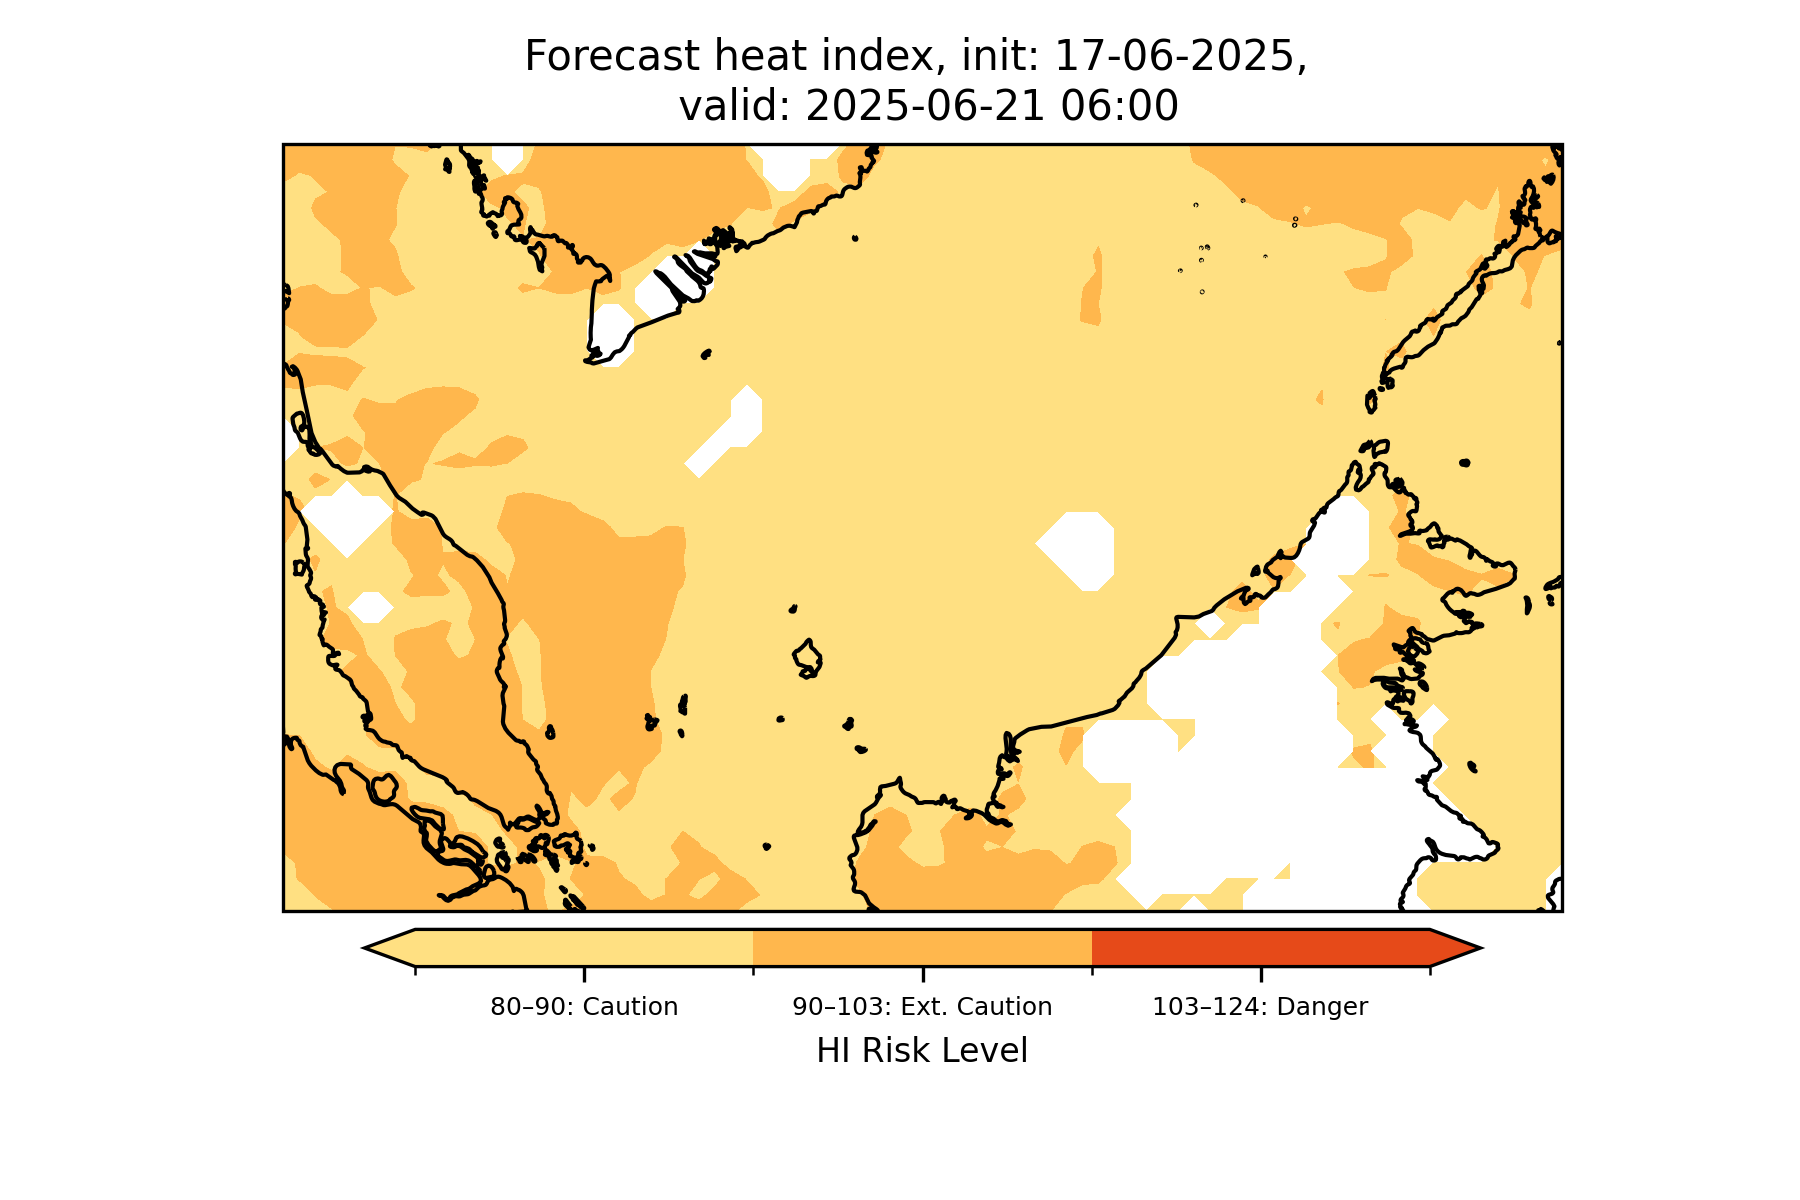 Forecast heat index, init: 17-06-2025,
valid: 2025-06-21 06:00
80–90: Caution
90–103: Ext. Caution
103–124: Danger
HI Risk Level